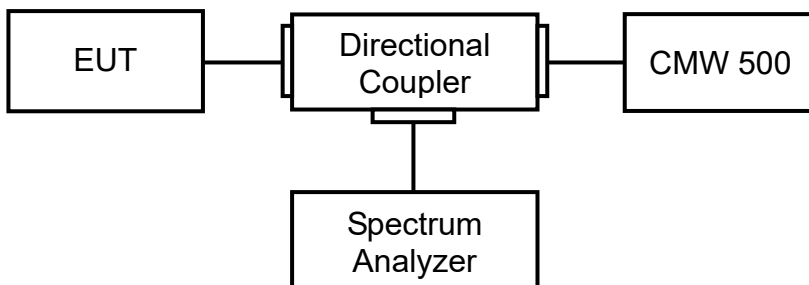 EUT
Directional
Coupler
CMW 500
Spectrum
Analyzer